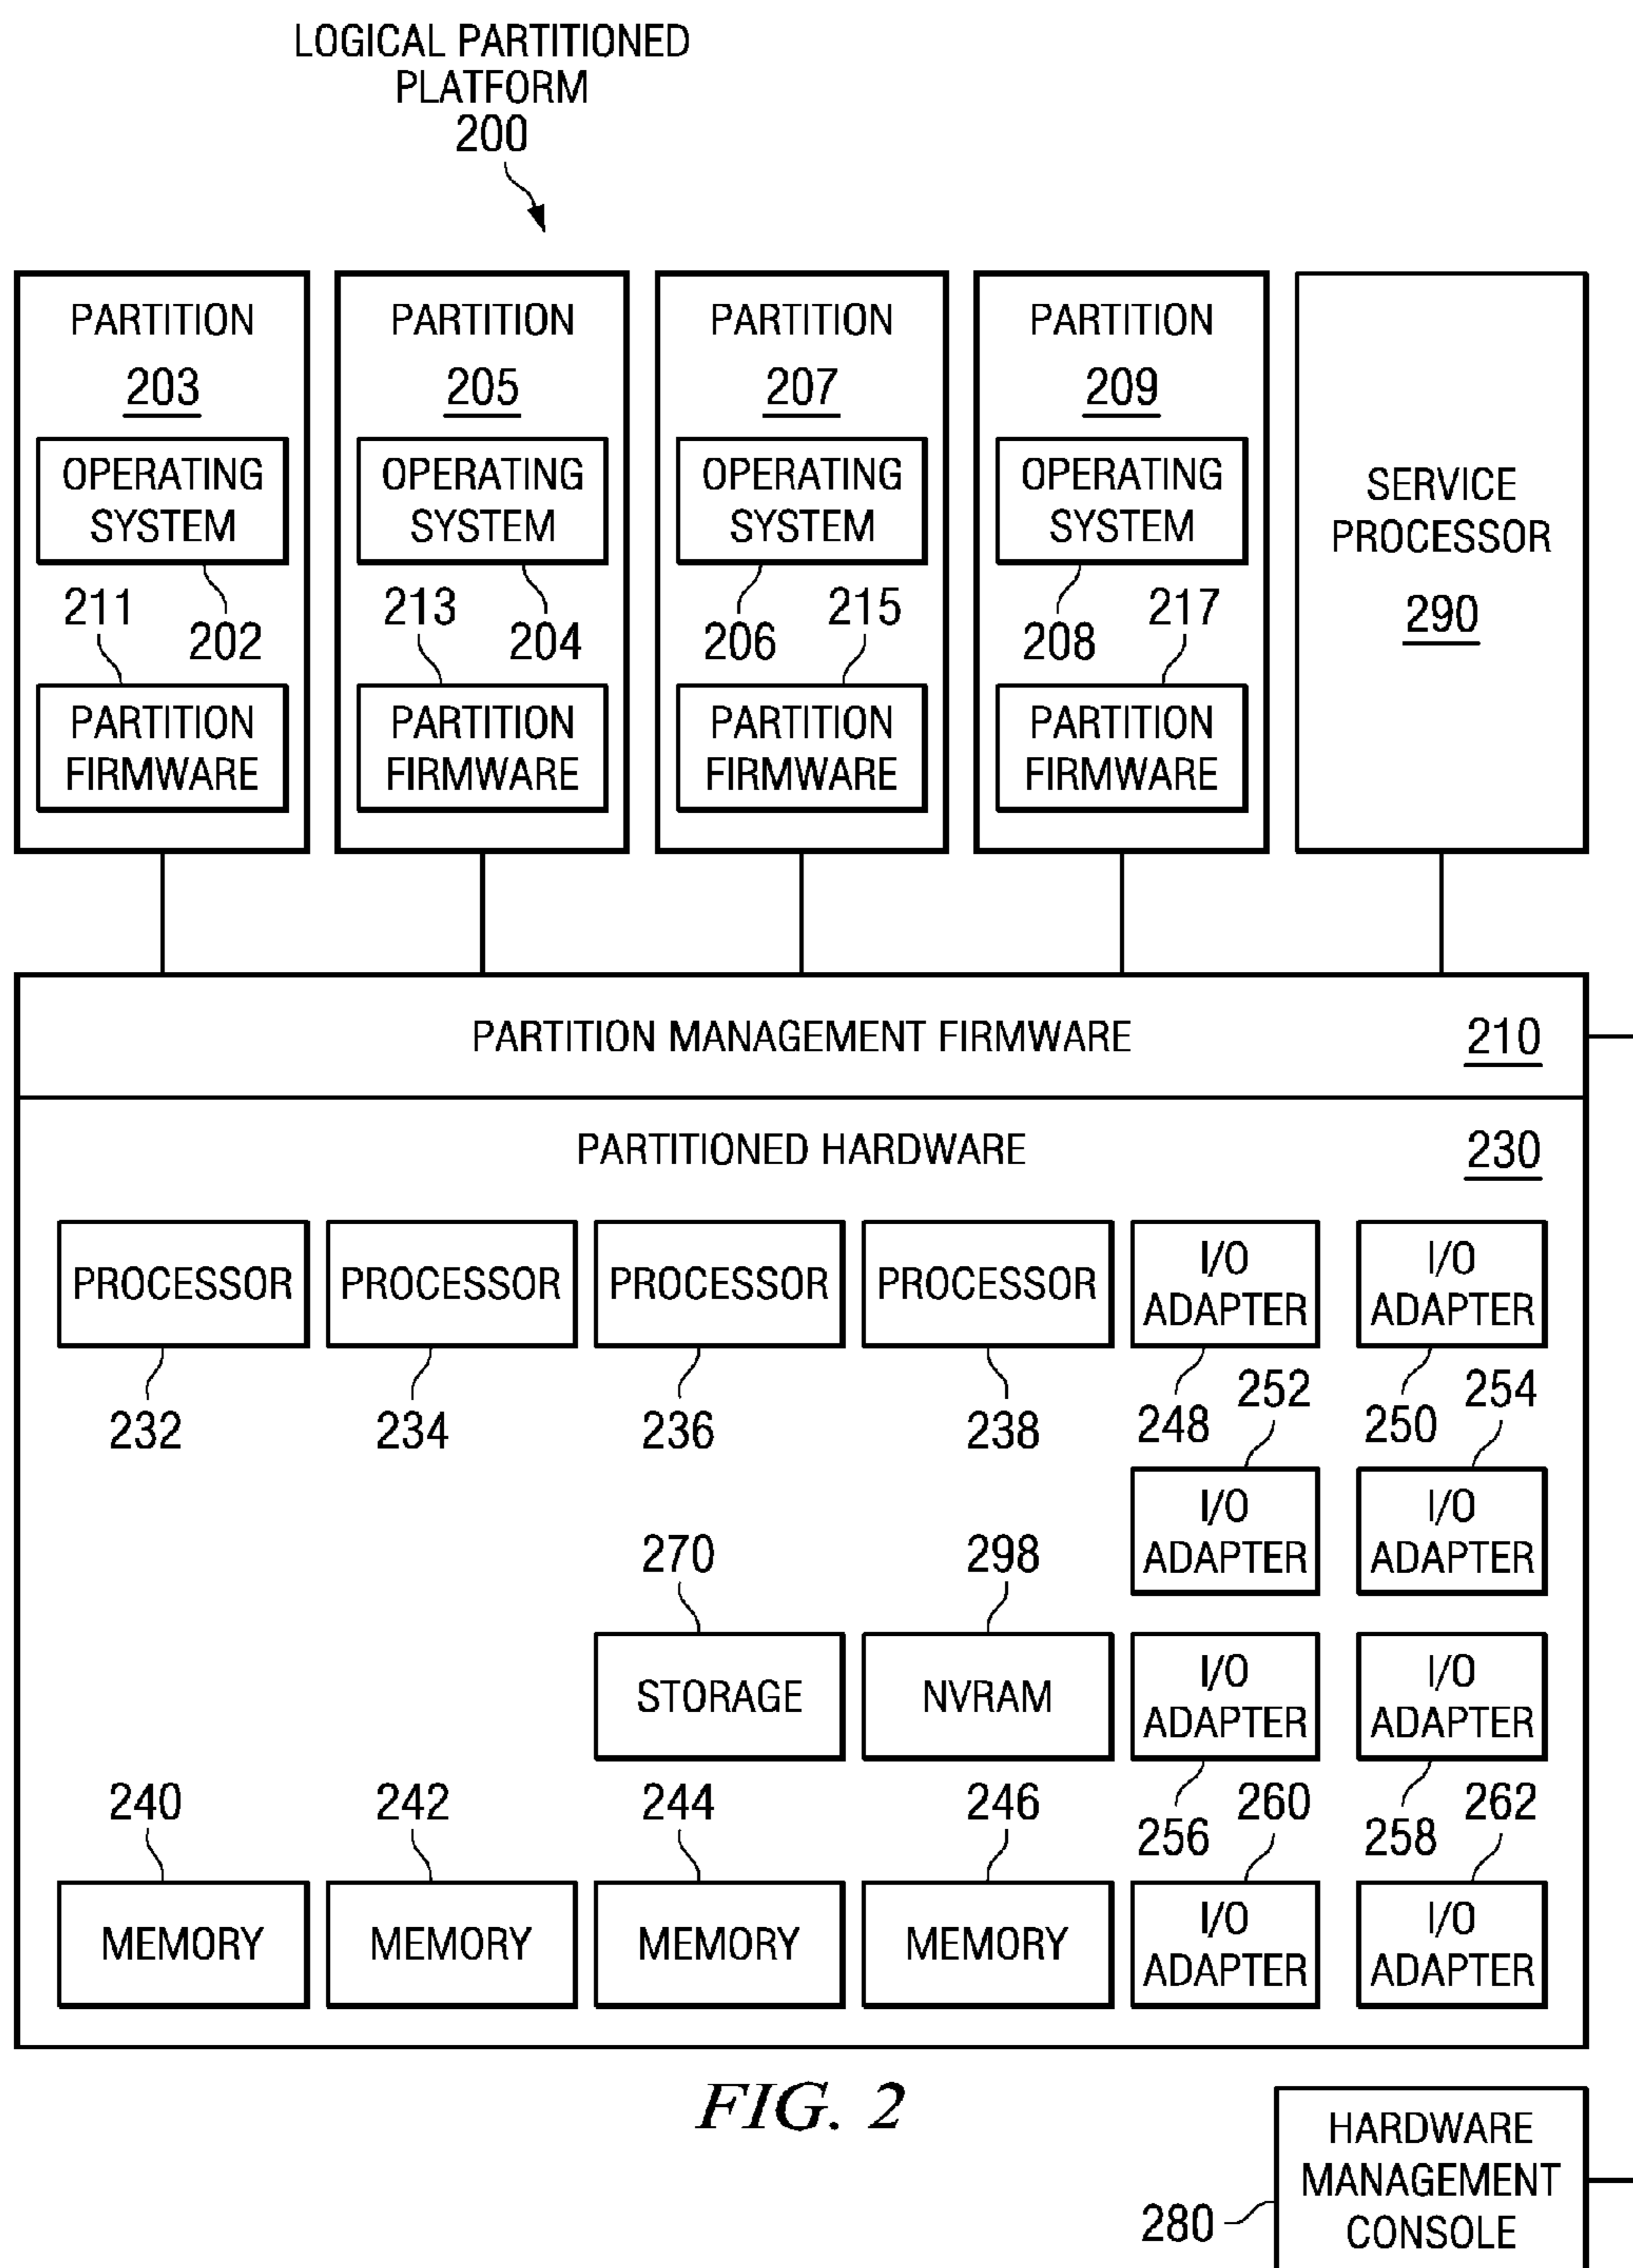 LOGICAL PARTITIONED
PLATFORM
200
PARTITION
203
OPERATING
SYSTEM
211
202
PARTITION
FIRMWARE
PARTITION
205
OPERATING
SYSTEM
213
204
PARTITION
FIRMWARE
PARTITION
207
OPERATING
SYSTEM
206
215
PARTITION
FIRMWARE
PARTITION
209
OPERATING
SYSTEM
208
217
PARTITION
FIRMWARE
SERVICE
PROCESSOR
290
PARTITION MANAGEMENT FIRMWARE
210
PARTITIONED HARDWARE
230
PROCESSOR
232
PROCESSOR
234
PROCESSOR
236
PROCESSOR
238
I/O
ADAPTER
248
I/O
ADAPTER
250
252
I/O
ADAPTER
254
I/O
ADAPTER
270
STORAGE
298
NVRAM
I/O
ADAPTER
256
I/O
ADAPTER
258
240
MEMORY
242
MEMORY
244
MEMORY
246
MEMORY
260
I/O
ADAPTER
262
I/O
ADAPTER
FIG. 2
HARDWARE
MANAGEMENT
CONSOLE
280